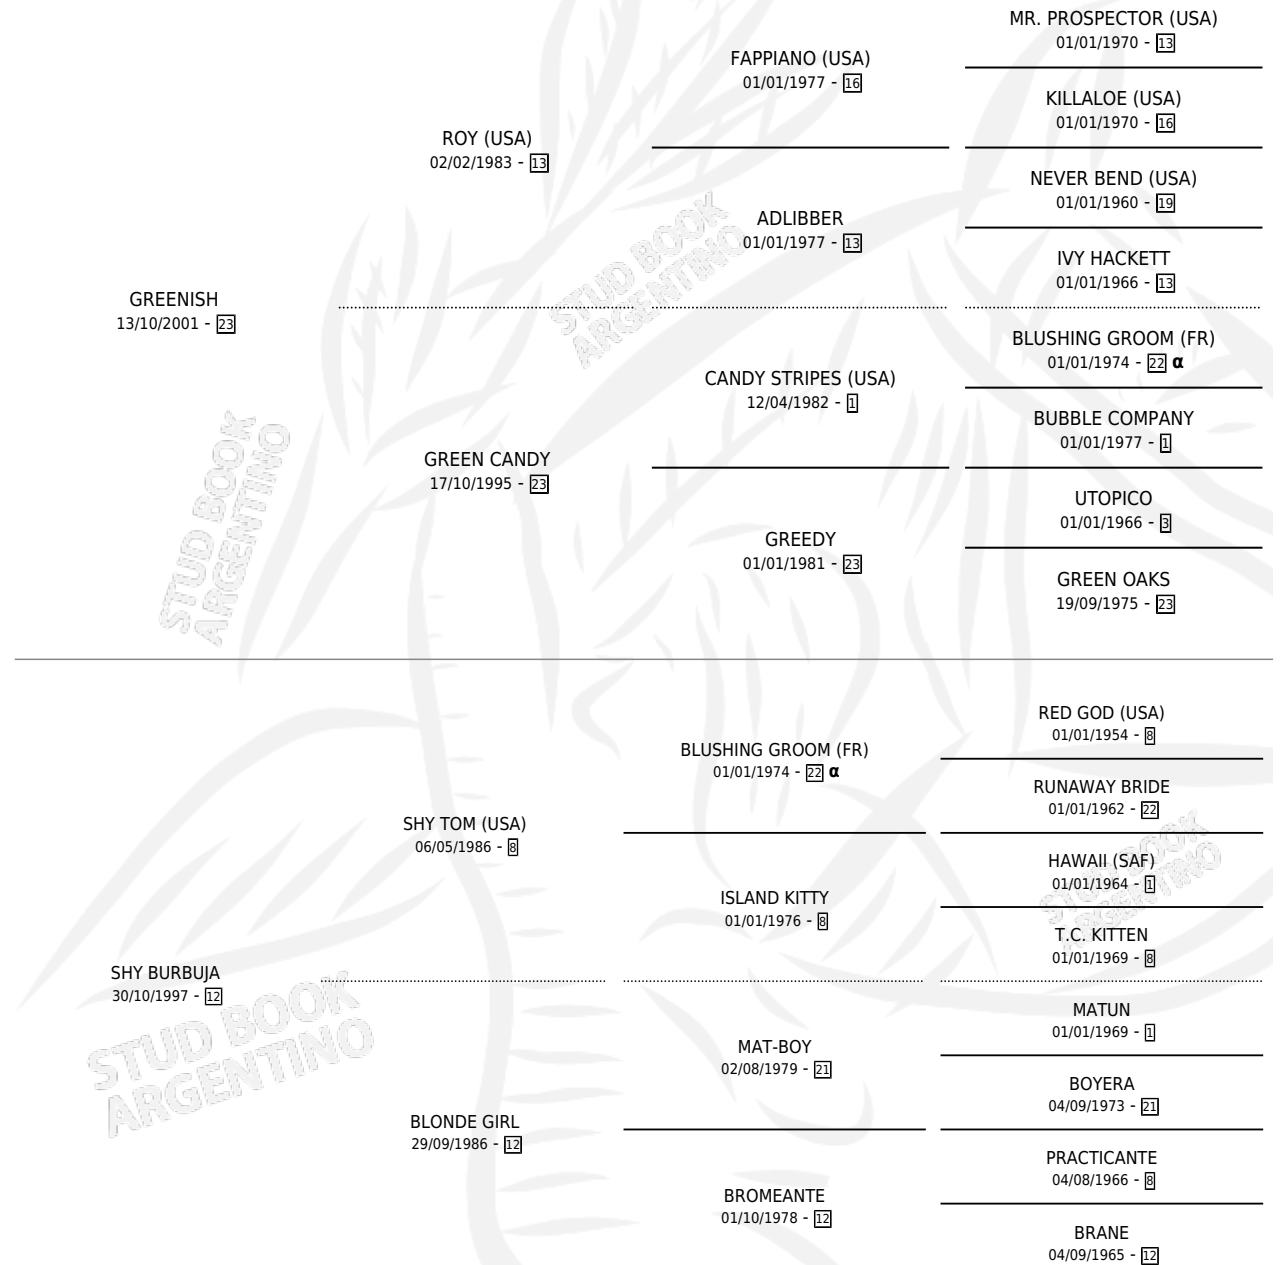 MR. PROSPECTOR (USA)
01/01/1970 - 13
FAPPIANO (USA)
01/01/1977 - 16
KILLALOE (USA)
01/01/1970 - 16
ROY (USA)
02/02/1983 - 13
NEVER BEND (USA)
01/01/1960 - 19
ADLIBBER
01/01/1977 - 13
IVY HACKETT
01/01/1966 - 13
GREENISH
13/10/2001 - 23
BLUSHING GROOM (FR)
01/01/1974 - 22 α
CANDY STRIPES (USA)
12/04/1982 - 1
BUBBLE COMPANY
01/01/1977 - 1
GREEN CANDY
17/10/1995 - 23
UTOPICO
01/01/1966 - 3
GREEDY
01/01/1981 - 23
GREEN OAKS
19/09/1975 - 23
RED GOD (USA)
01/01/1954 - 8
BLUSHING GROOM (FR)
01/01/1974 - 22 α
RUNAWAY BRIDE
01/01/1962 - 22
SHY TOM (USA)
06/05/1986 - 8
HAWAII (SAF)
01/01/1964 - 1
ISLAND KITTY
01/01/1976 - 8
T.C. KITTEN
01/01/1969 - 8
SHY BURBUJA
30/10/1997 - 12
MATUN
01/01/1969 - 1
MAT-BOY
02/08/1979 - 21
BOYERA
04/09/1973 - 21
BLONDE GIRL
29/09/1986 - 12
PRACTICANTE
04/08/1966 - 8
BROMEANTE
01/10/1978 - 12
BRANE
04/09/1965 - 12
STUD BOOK
ARGENTINO
STUD BOOK
ARGENTINO
STUD BOOK
ARGENTINO
STUD BOOK
ARGENTINO